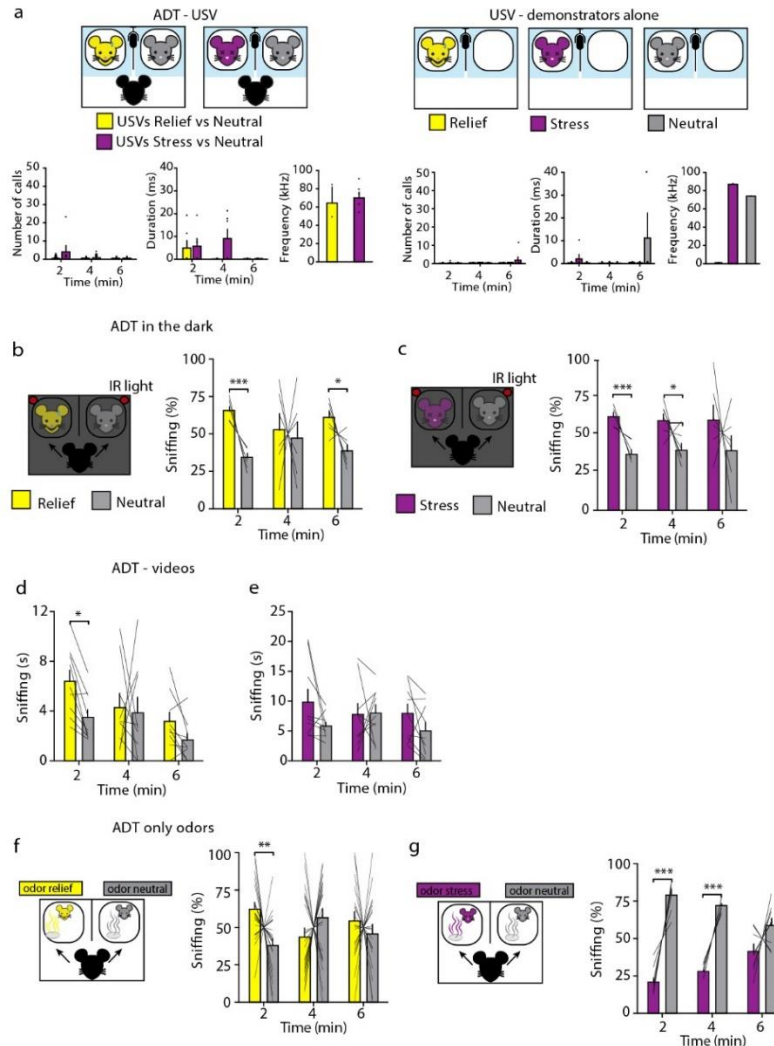 a
ADT - USV
USV - demonstrators alone
USVs Relief vs Neutral
USVs Stress vs Neutral
Relief
Stress
Neutral
Number of calls
50
40
30
20
10
0
2
4
6
Time (min)
Duration (ms)
40
30
20
10
0
2
4
6
Time (min)
Frequency (kHz)
100
80
60
40
20
0
Number of calls
50
40
30
20
10
0
2
4
6
Time (min)
Duration (ms)
40
30
20
10
0
2
4
6
Time (min)
Frequency (kHz)
100
80
60
40
20
0
ADT in the dark
b
IR light
Relief
Neutral
Sniffing (%)
100
75
50
25
0
***
*
2
4
6
Time (min)
c
IR light
Stress
Neutral
Sniffing (%)
100
75
50
25
0
***
*
2
4
6
Time (min)
ADT - videos
d
Sniffing (s)
12
8
4
0
*
2
4
6
Time (min)
e
Sniffing (s)
25
20
15
10
5
0
2
4
6
Time (min)
ADT only odors
f
odor relief
odor neutral
Sniffing (%)
100
75
50
25
0
**
2
4
6
Time (min)
g
odor stress
odor neutral
Sniffing (%)
100
75
50
25
0
***
***
2
4
6
Time (min)